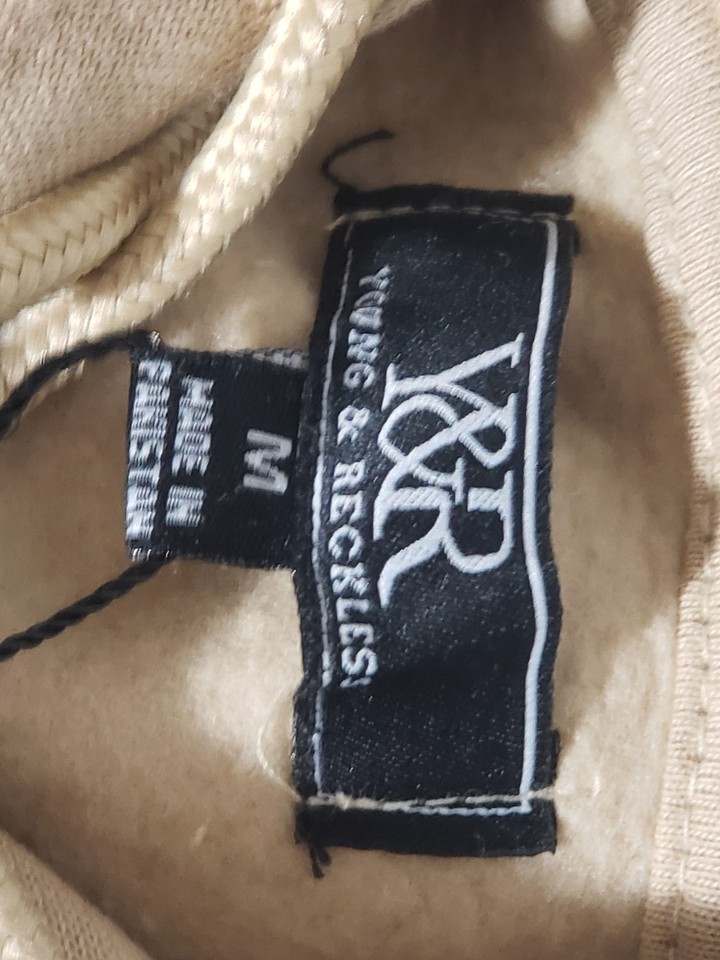 Y&R
YOUNG & RECKLESS
M
MADE IN
PAKISTAN